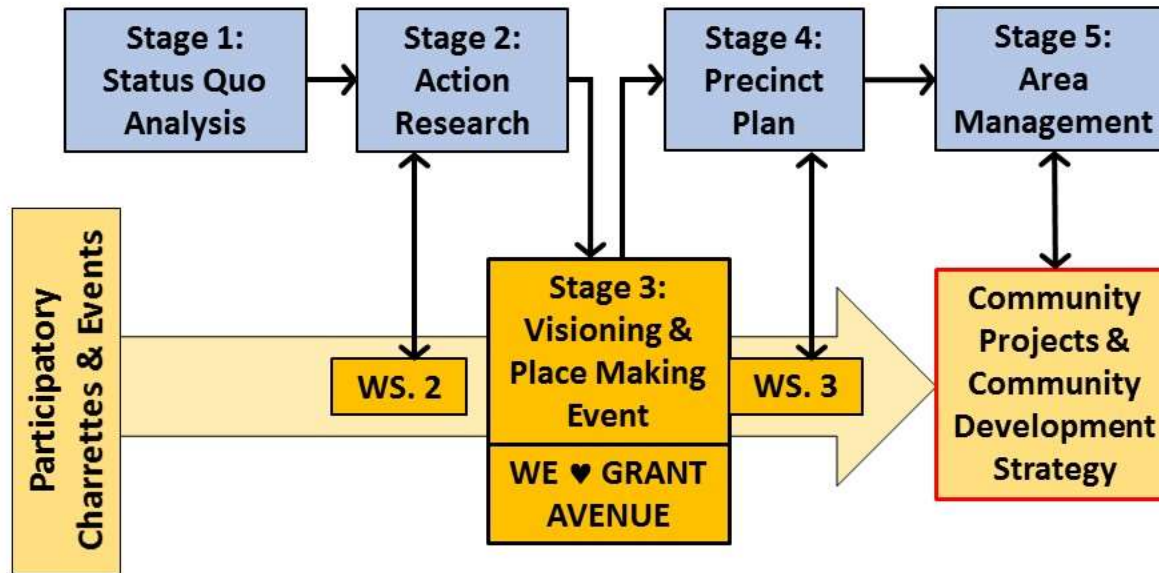 Stage 1:
Status Quo
Analysis
Stage 2:
Action
Research
Stage 4:
Precinct
Plan
Stage 5:
Area
Management
Participatory
Charrettes & Events
WS. 2
Stage 3:
Visioning &
Place Making
Event
WE ♥ GRANT
AVENUE
WS. 3
Community
Projects &
Community
Development
Strategy